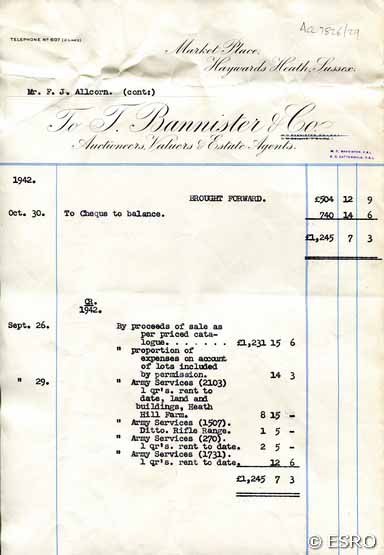 TELEPHONE Nº 607 (2 LINES)
ACC 7826/29
Market Place,
Haywards Heath, Sussex.
Mr. F. J. Allcorn. (cont:)
To T. Bannister & Co
Auctioneers, Valuers & Estate Agents.
1942.
BROUGHT FORWARD. £504 12 9
Oct. 30. To Cheque to balance. 740 14 6
£1,245 7 3
CR.
1942.
Sept. 26. By proceeds of sale as
per priced cata-
logue. . . . . . . £1,231 15 6
" proportion of
expenses on account
of lots included
by permission. 14 3
" 29. " Army Services (2103)
1 qr's. rent to
date, land and
buildings, Heath
Hill Farm. 8 15 -
" Army Services (1507).
Ditto. Rifle Range. 1 5 -
" Army Services (270).
1 qr's. rent to date. 2 5 -
" Army Services (1731).
1 qr's. rent to date. 12 6
£1,245 7 3
© ESRO